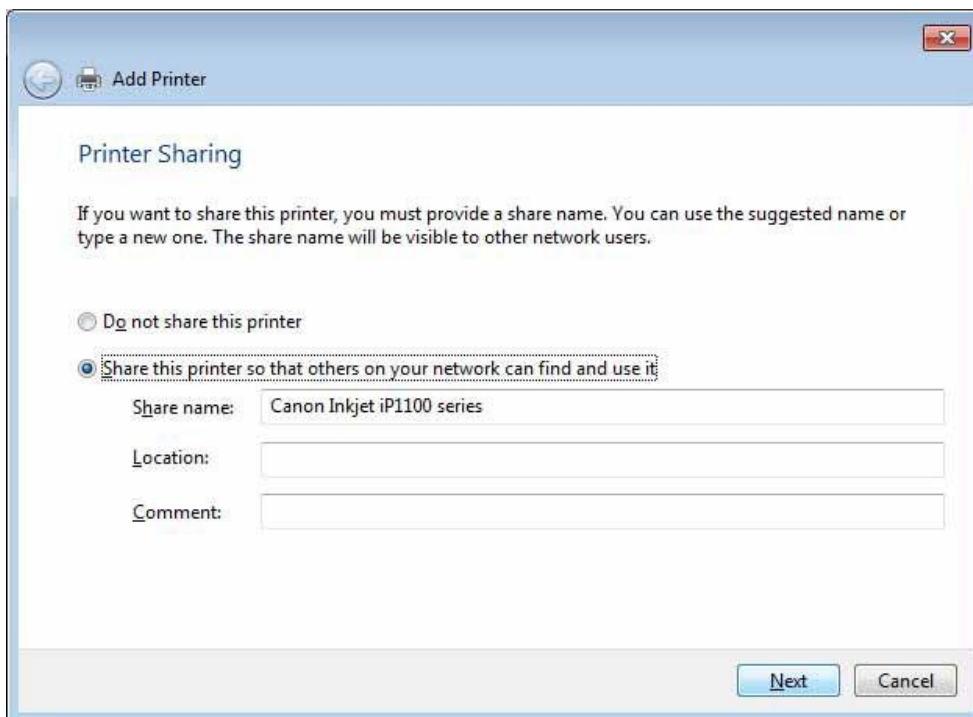 Add Printer
Printer Sharing
If you want to share this printer, you must provide a share name. You can use the suggested name or
type a new one. The share name will be visible to other network users.
Do not share this printer
Share this printer so that others on your network can find and use it
Share name: Canon Inkjet iP1100 series
Location:
Comment:
Next Cancel